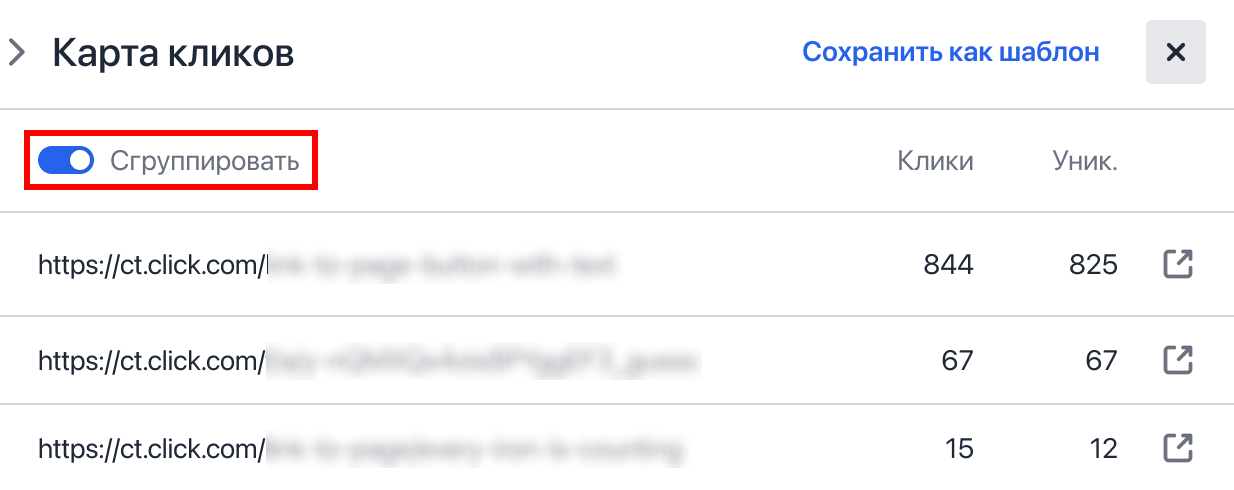 Карта кликов Сохранить как шаблон
Сгруппировать Клики Уник.
https://ct.click.com/ 844 825
https://ct.click.com/ 67 67
https://ct.click.com/ 15 12